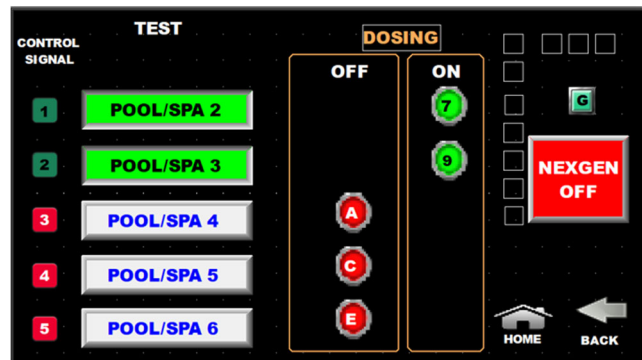 TEST
DOSING
CONTROL
SIGNAL
OFF
ON
1
POOL/SPA 2
7
G
2
POOL/SPA 3
9
NEXGEN
OFF
3
POOL/SPA 4
A
4
POOL/SPA 5
C
5
POOL/SPA 6
E
HOME
BACK